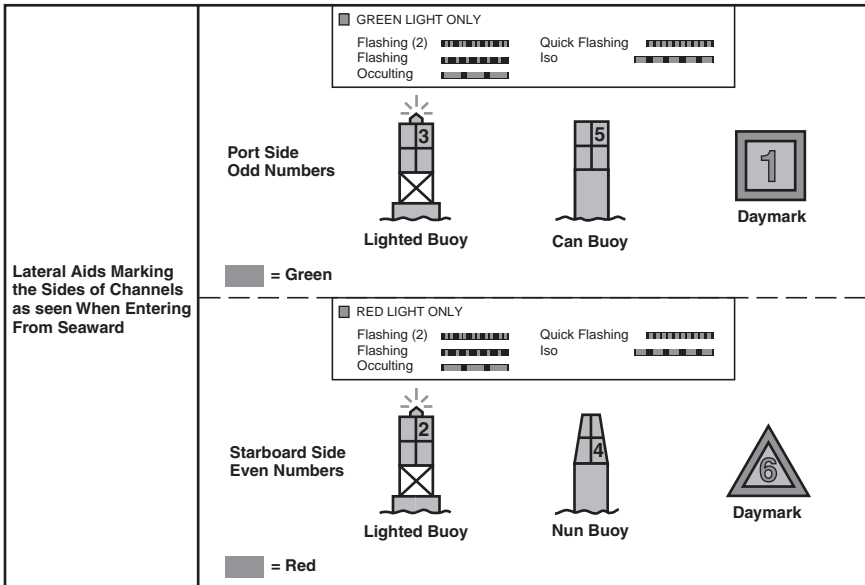 Lateral Aids Marking
the Sides of Channels
as seen When Entering
From Seaward
GREEN LIGHT ONLY
Flashing (2)
Quick Flashing
Flashing
Iso
Occulting
Port Side
Odd Numbers
3
5
1
Lighted Buoy
Can Buoy
Daymark
= Green
RED LIGHT ONLY
Flashing (2)
Quick Flashing
Flashing
Iso
Occulting
Starboard Side
Even Numbers
2
4
6
Lighted Buoy
Nun Buoy
Daymark
= Red